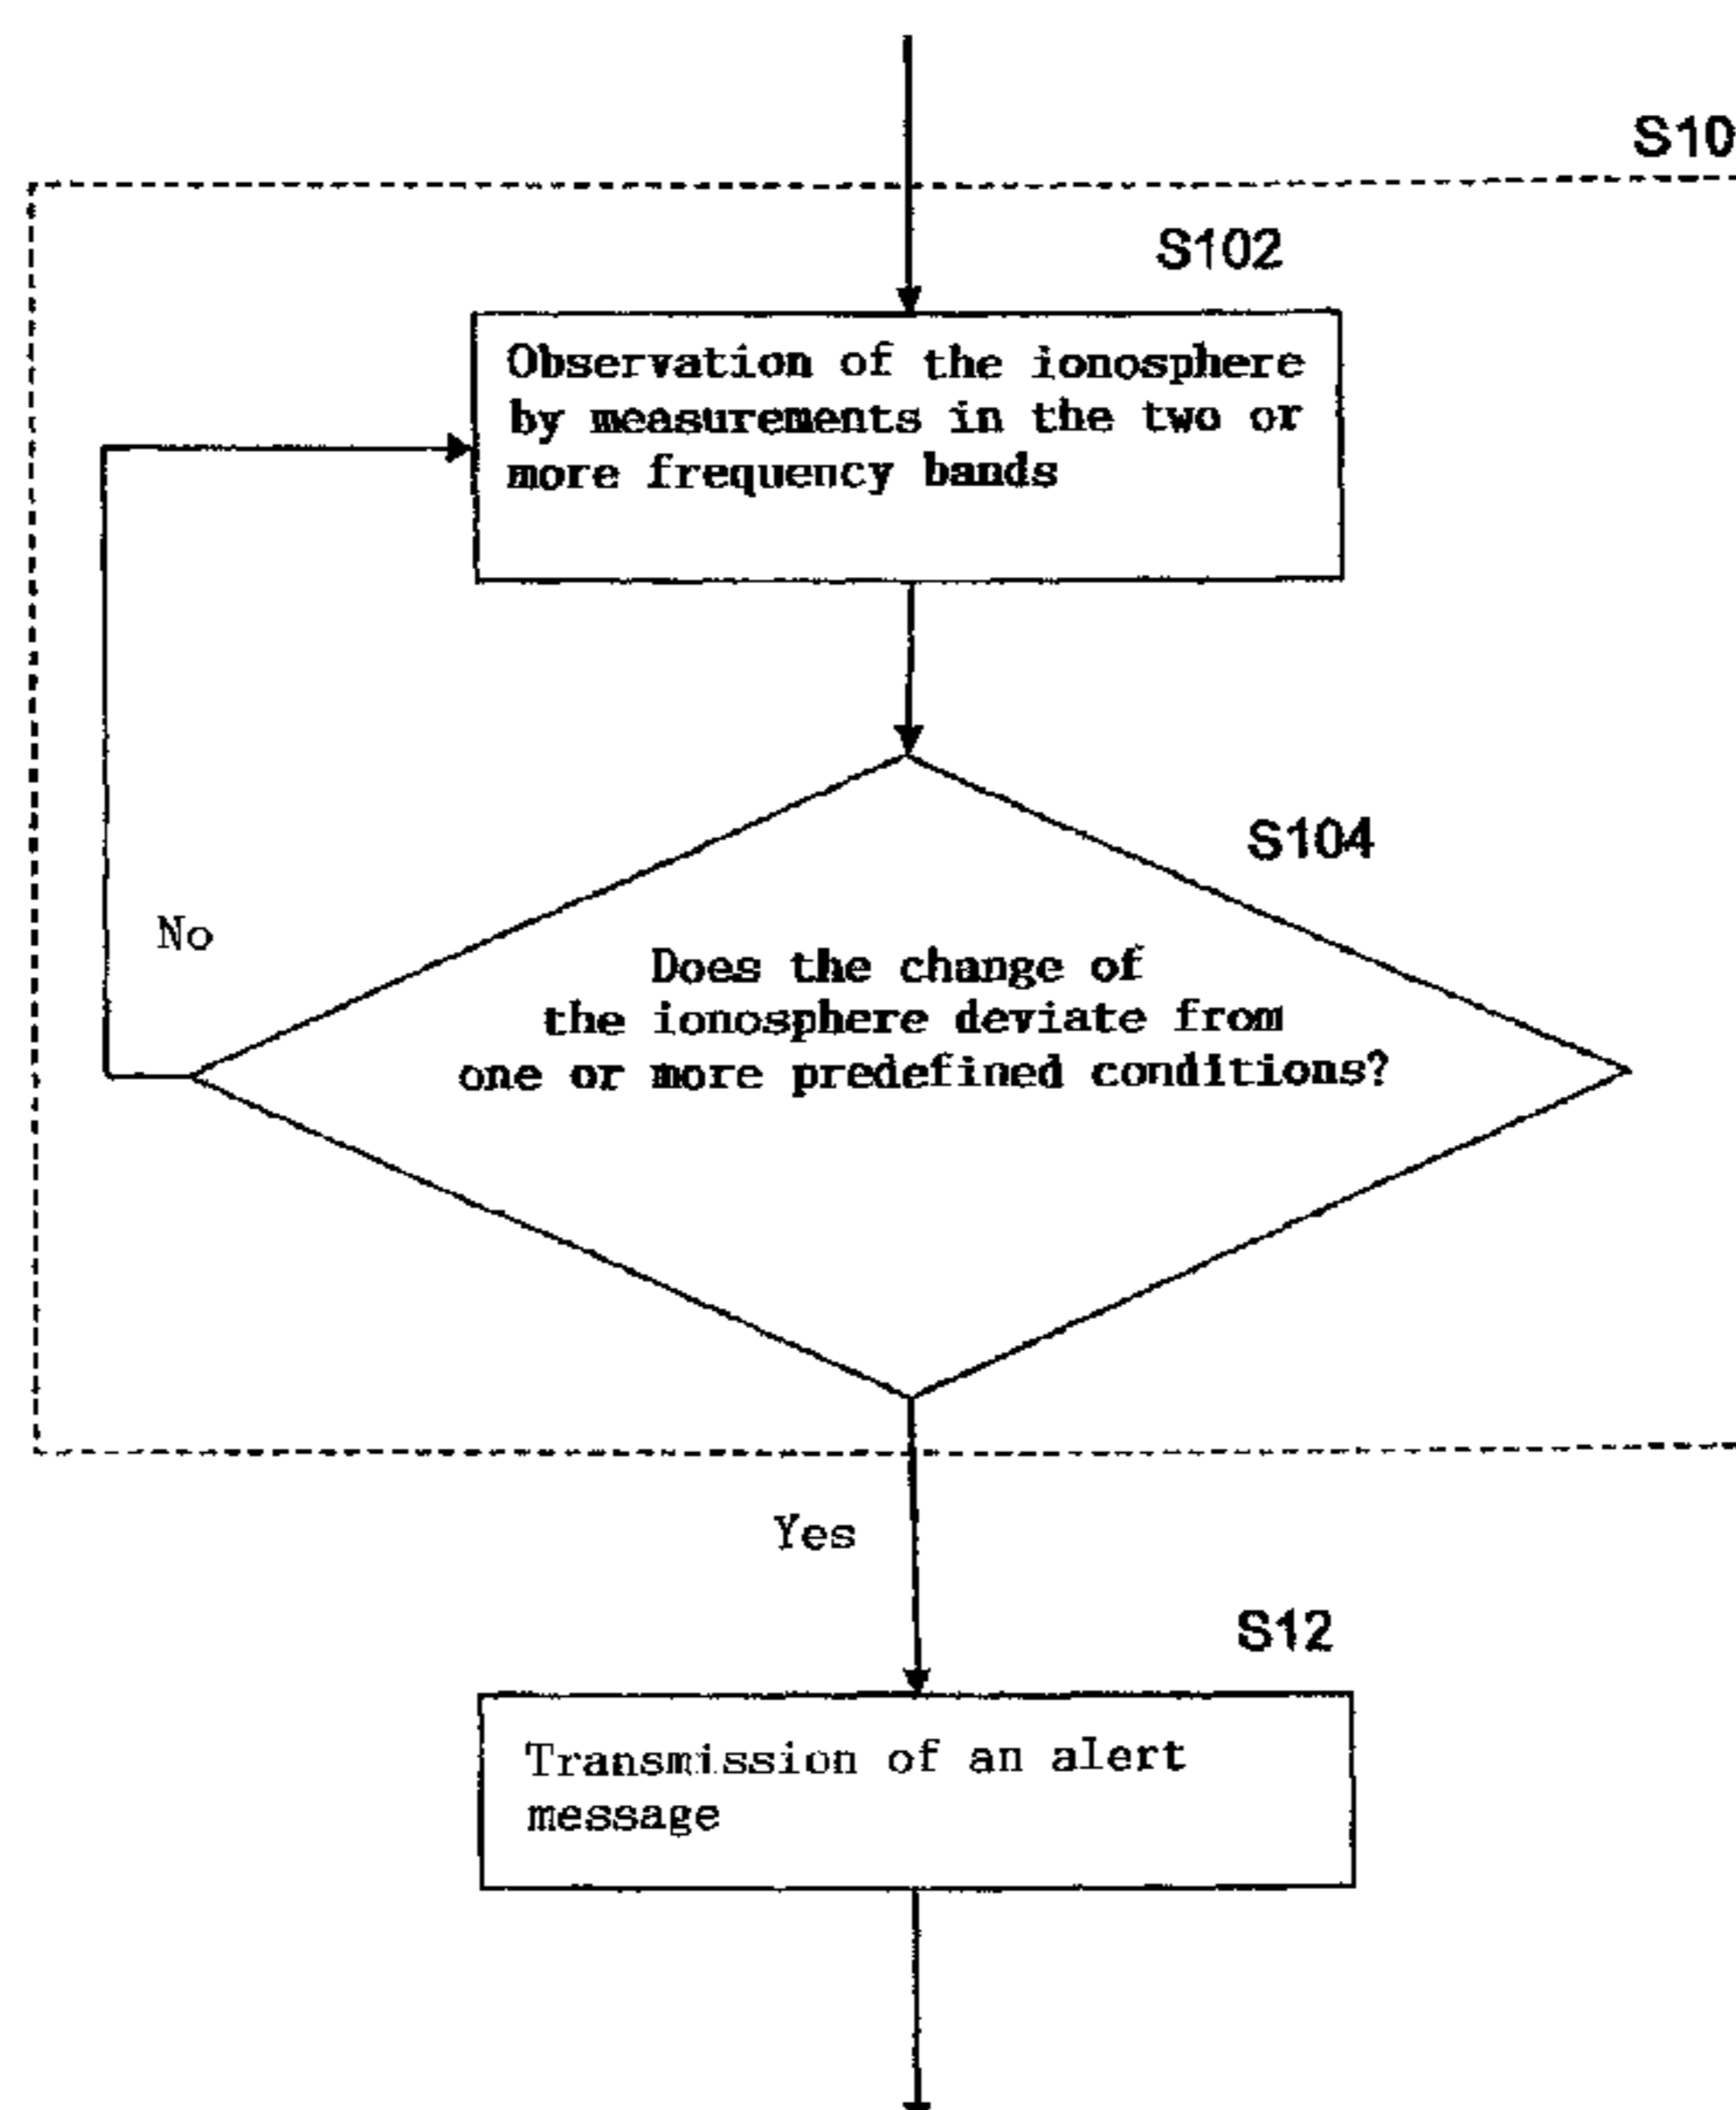 S10
S102
Observation of the ionosphere
by measurements in the two or
more frequency bands
S104
No
Does the change of
the ionosphere deviate from
one or more predefined conditions?
Yes
S12
Transmission of an alert
message